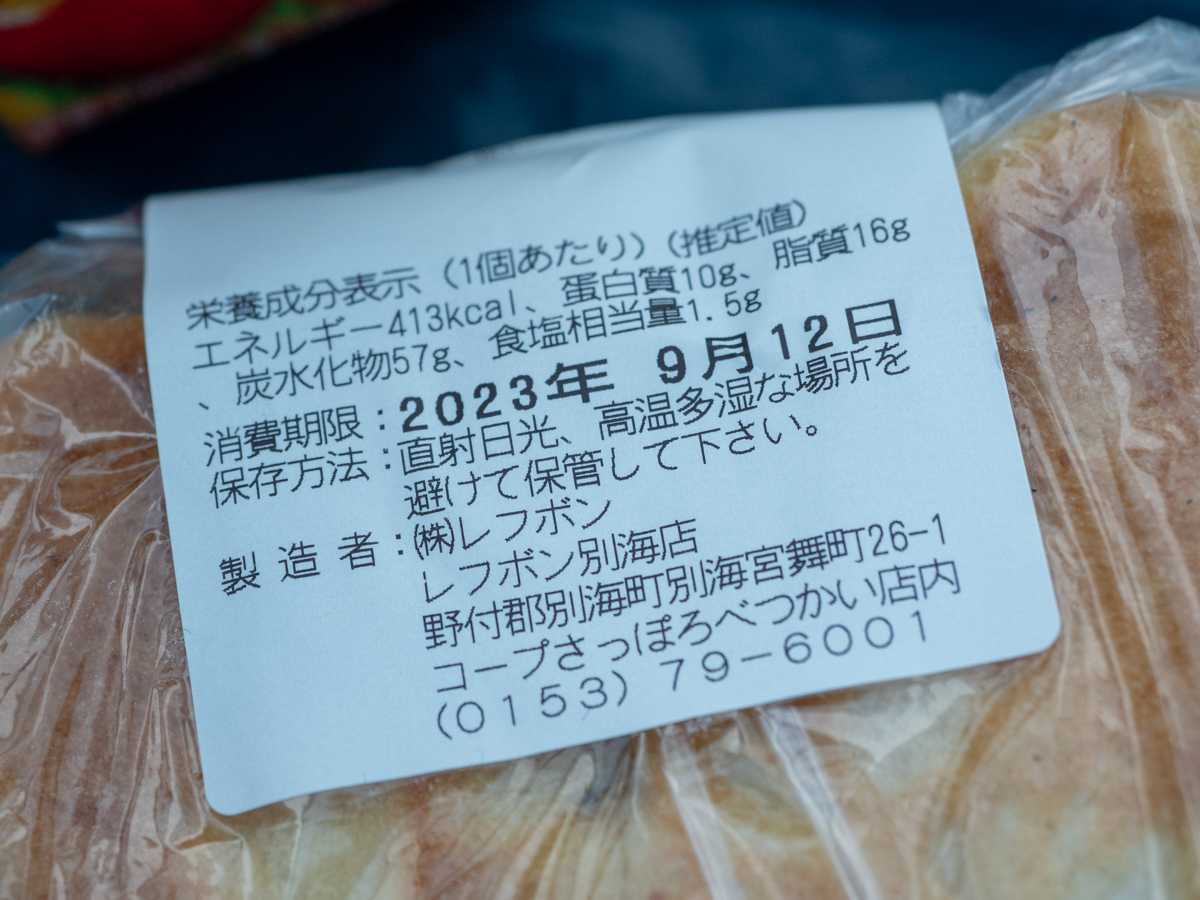 栄養成分表示(1個あたり)(推定値)
エネルギー413kcal、蛋白質10g、脂質16g
、炭水化物57g、食塩相当量1.5g
消費期限:2023年 9月12日
保存方法:直射日光、高温多湿な場所を
避けて保管して下さい。
製造者:㈱レフボン
レフボン別海店
野付郡別海町別海宮舞町26-1
コープさっぽろべつかい店内
(0153)79-6001